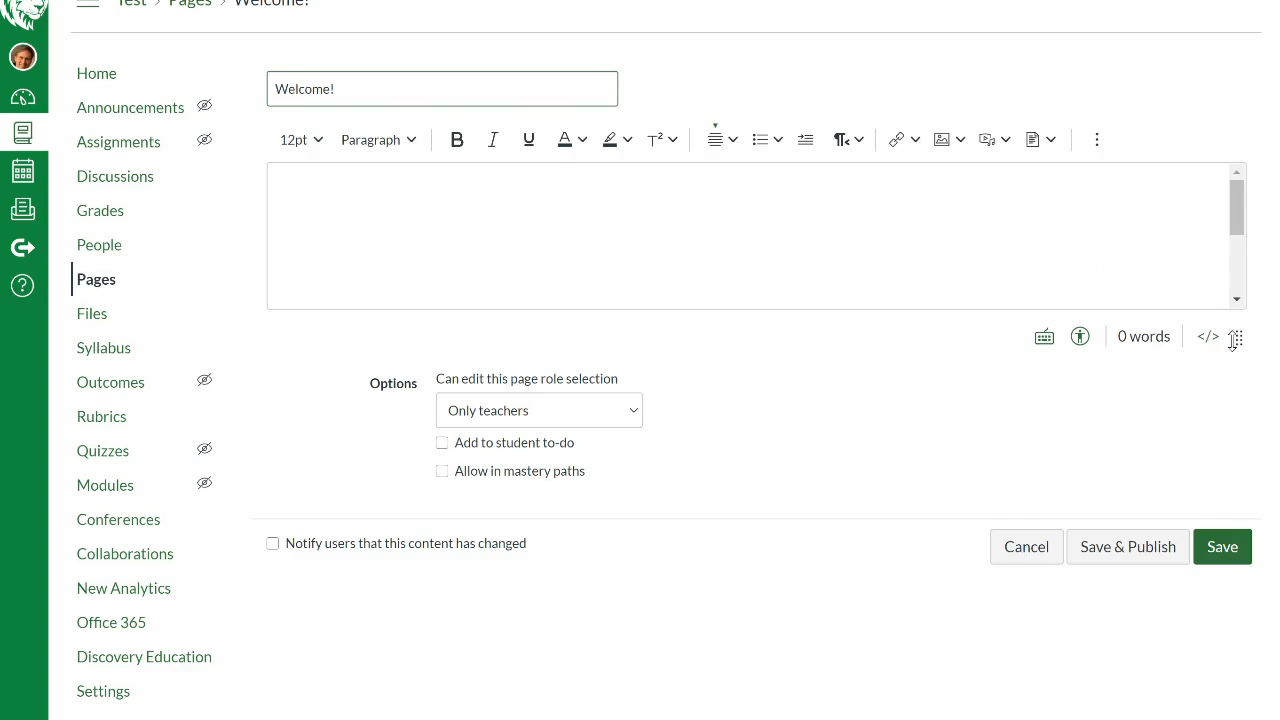 Test > Pages > Welcome!
Home
Announcements
Assignments
Discussions
Grades
People
Pages
Files
Syllabus
Outcomes
Rubrics
Quizzes
Modules
Conferences
Collaborations
New Analytics
Office 365
Discovery Education
Settings
Welcome!
12pt Paragraph B I U A T²
0 words </>
Options
Can edit this page role selection
Only teachers
Add to student to-do
Allow in mastery paths
Notify users that this content has changed
Cancel Save & Publish Save